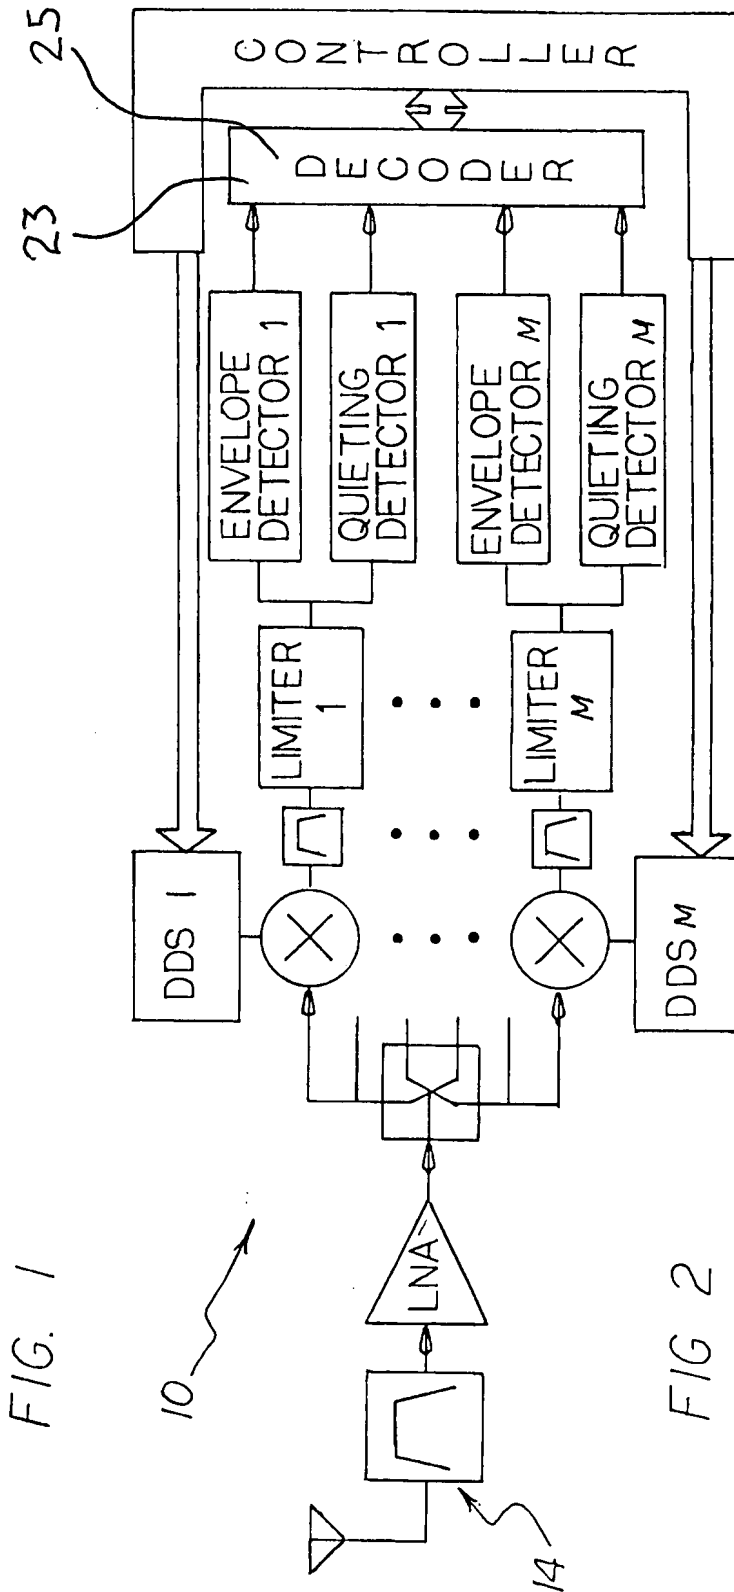 FIG. 1
10
14
LNA
DDS 1
LIMITER
1
ENVELOPE
DETECTOR 1
QUIETING
DETECTOR 1
23
25
DECODER
CONTROLLER
LIMITER
M
ENVELOPE
DETECTOR M
QUIETING
DETECTOR M
DDS M
FIG 2